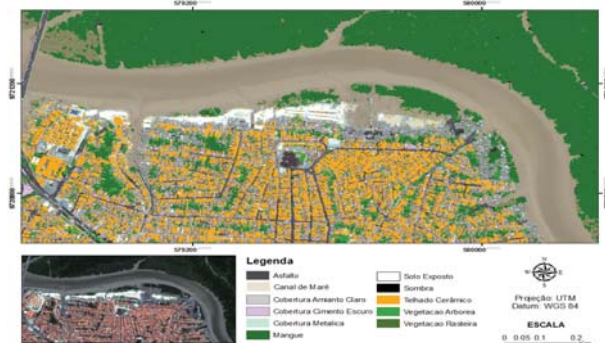 579200
580000
579200
580000
Legenda
Asfalto
Canal de Maré
Cobertura Amianto Claro
Cobertura Cimento Escuro
Cobertura Metalica
Mangue
Solo Exposto
Sombra
Telhado Cerâmico
Vegetacao Arborea
Vegetacao Rasteira
Projeção: UTM
Datum: WGS 84
ESCALA
0 0.05 0.1 0.2